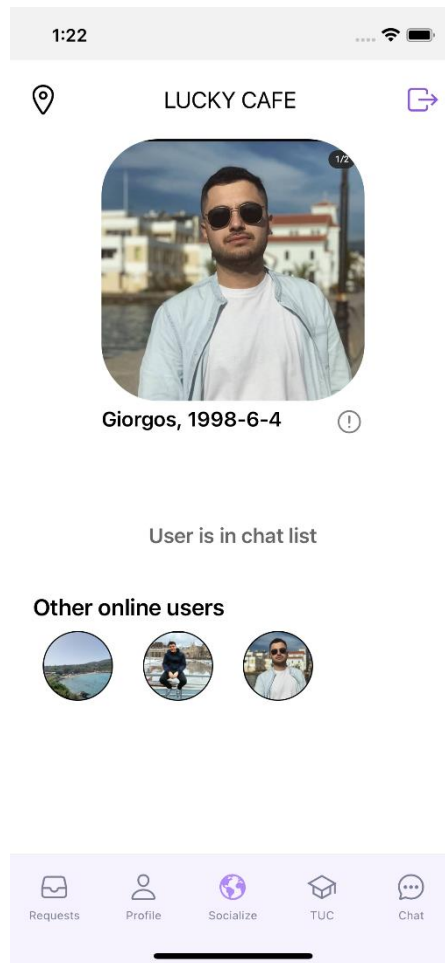 1:22
LUCKY CAFE
1/2
Giorgos, 1998-6-4
User is in chat list
Other online users
Requests Profile Socialize TUC Chat